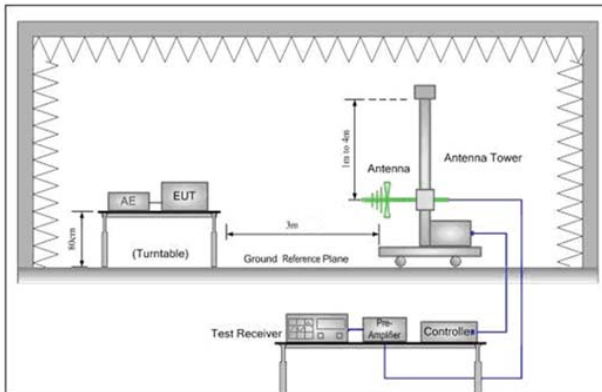 1m to 4m
Antenna
Antenna Tower
AE
EUT
80cm
(Turntable)
3m
Ground Reference Plane
Test Receiver
Pre-
Amplifier
Controller